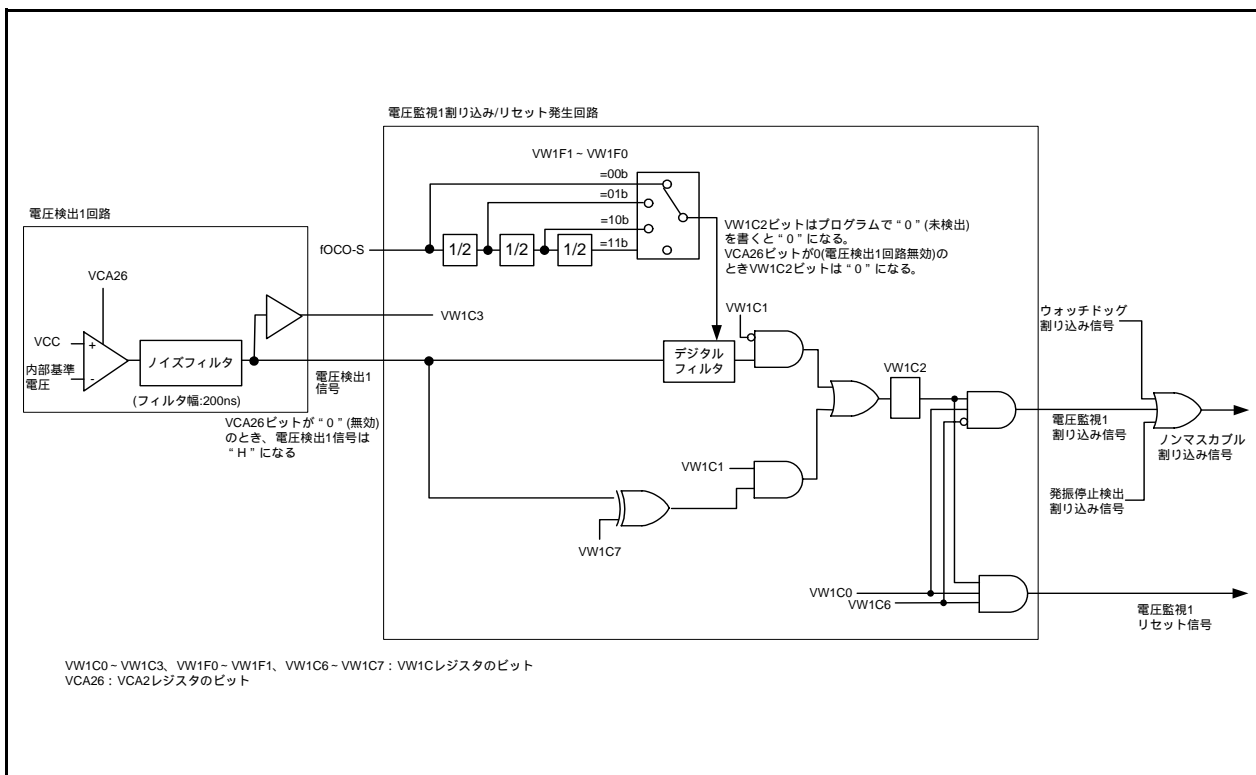 電圧監視1割り込み/リセット発生回路
VW1F1 ~ VW1F0
=00b
=01b
=10b
=11b
電圧検出1回路
fOCO-S
1/2
1/2
1/2
VW1C2ビットはプログラムで“ 0 ” (未検出)
を書くと“ 0 ”になる。
VCA26ビットが0(電圧検出1回路無効)の
ときVW1C2ビットは“ 0 ”になる。
VCA26
VW1C3
VW1C1
ウォッチドッグ
割り込み信号
VCC
+
内部基準
電圧
-
ノイズフィルタ
(フィルタ幅:200ns)
電圧検出1
信号
デジタル
フィルタ
VW1C2
VCA26ビットが“ 0 ” (無効)
のとき、電圧検出1信号は
“ H ”になる
電圧監視1
割り込み信号
ノンマスカブル
割り込み信号
VW1C1
発振停止検出
割り込み信号
VW1C7
VW1C0
VW1C6
電圧監視1
リセット信号
VW1C0 ~ VW1C3、VW1F0 ~ VW1F1、VW1C6 ~ VW1C7 : VW1Cレジスタのビット
VCA26 : VCA2レジスタのビット